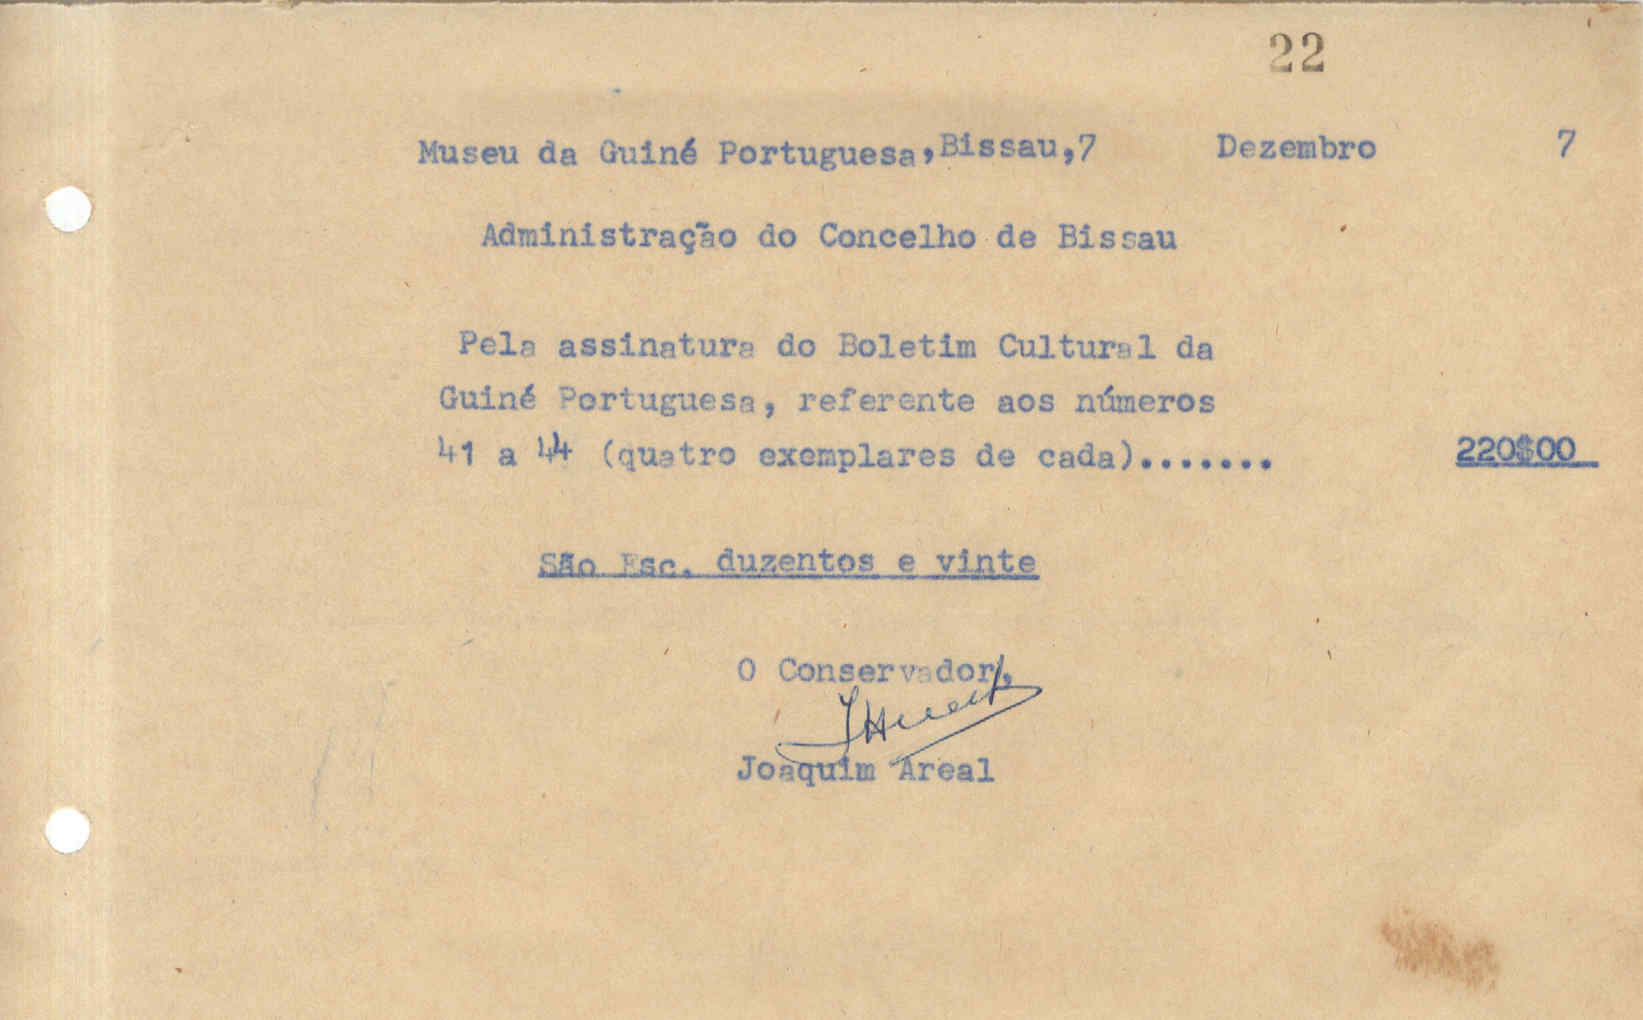 22
Museu da Guiné Portuguesa, Bissau,7 Dezembro 7
Administração do Concelho de Bissau
Pela assinatura do Boletim Cultural da
Guiné Portuguesa, referente aos números
41 a 44 (quatro exemplares de cada)....... 220$00
São Esc. duzentos e vinte
O Conservador,
Joaquim Areal